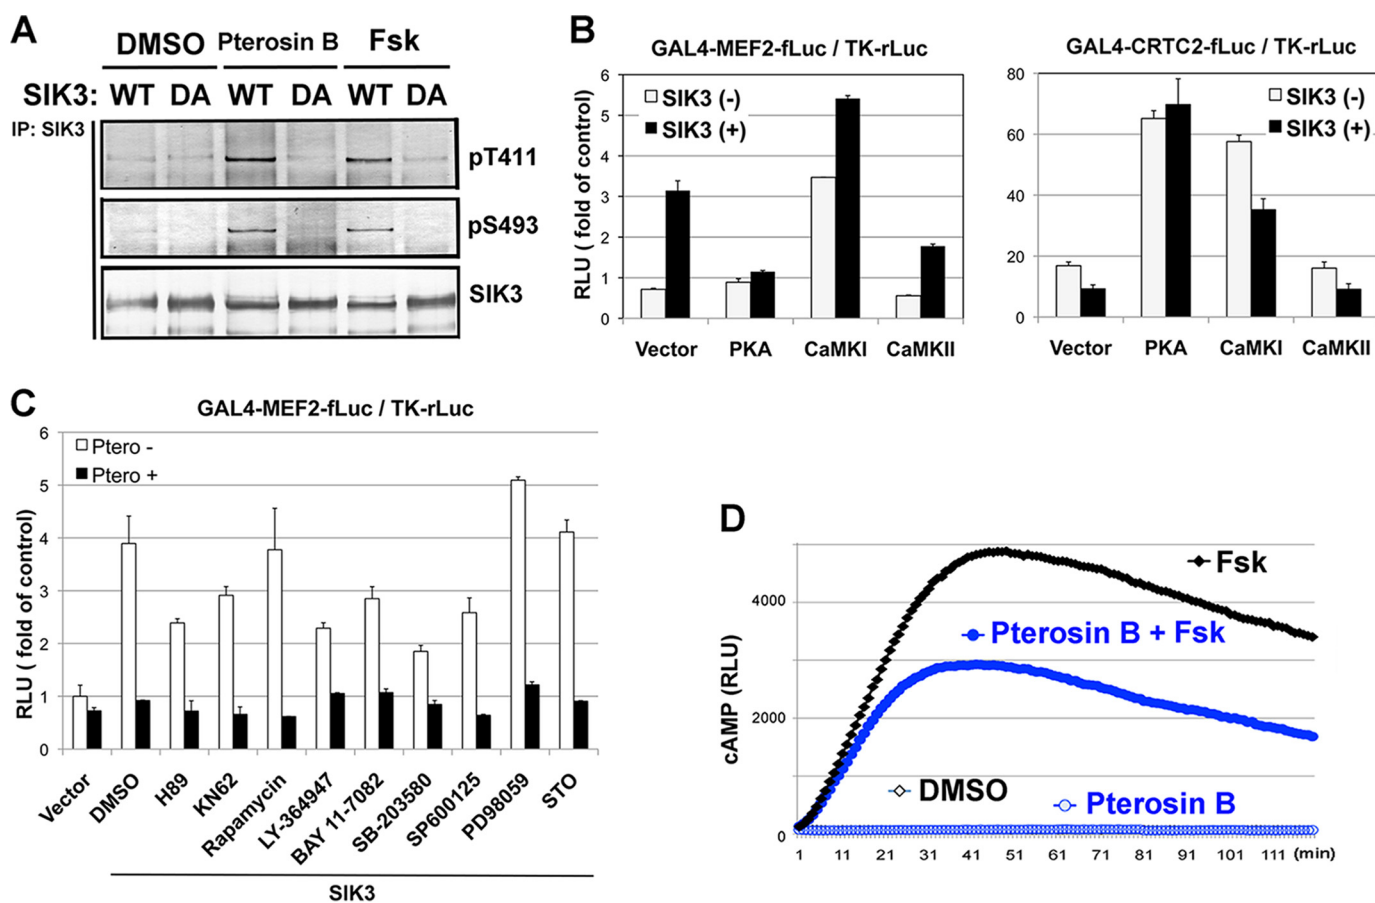 A
DMSO Pterosin B Fsk
SIK3: WT DA WT DA WT DA
IP: SIK3
pT411
pS493
SIK3
B
GAL4-MEF2-fLuc / TK-rLuc
RLU ( fold of control)
6
5
4
3
2
1
0
SIK3 (-)
SIK3 (+)
Vector PKA CaMKI CaMKII
GAL4-CRTC2-fLuc / TK-rLuc
80
60
40
20
0
SIK3 (-)
SIK3 (+)
Vector PKA CaMKI CaMKII
C
GAL4-MEF2-fLuc / TK-rLuc
RLU ( fold of control)
6
5
4
3
2
1
0
Ptero -
Ptero +
Vector DMSO H89 KN62 Rapamycin LY-364947 BAY 11-7082 SB-203580 SP600125 PD98059 STO
SIK3
D
cAMP (RLU)
4000
2000
0
Fsk
Pterosin B + Fsk
DMSO
Pterosin B
1 11 21 31 41 51 61 71 81 91 101 111 (min)